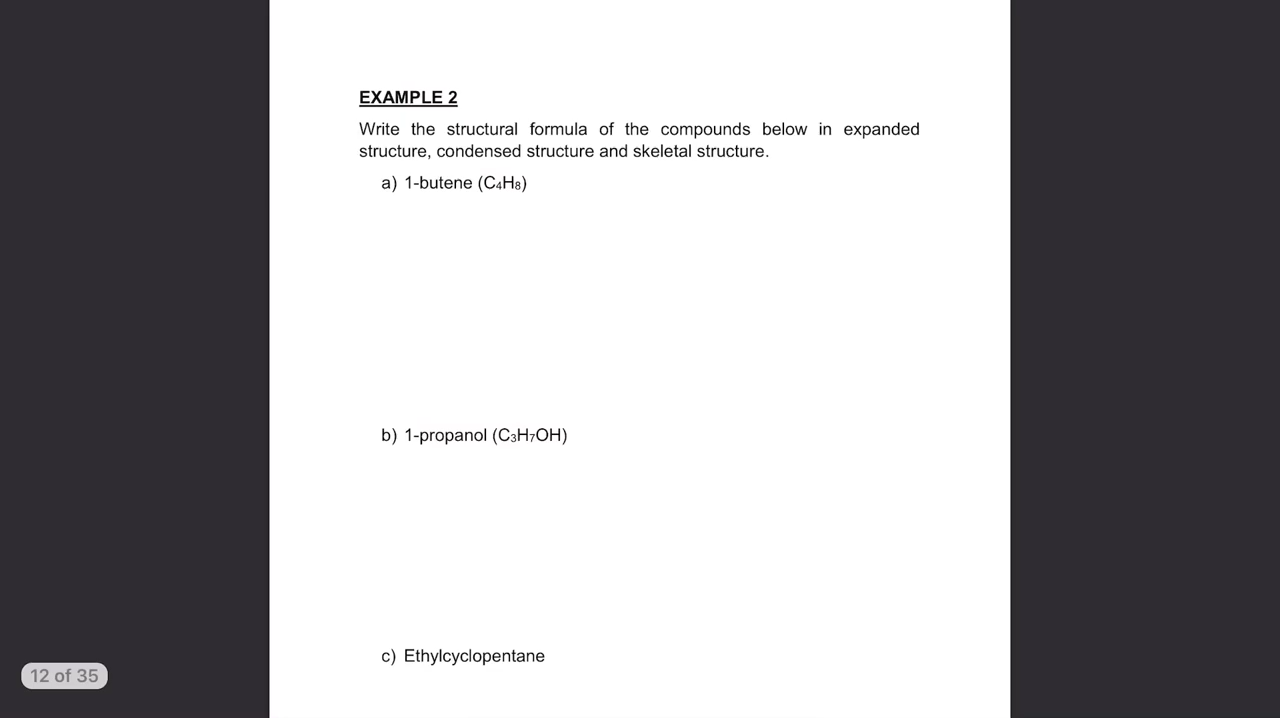 EXAMPLE 2
Write the structural formula of the compounds below in expanded
structure, condensed structure and skeletal structure.
a) 1-butene (C₄H₈)
b) 1-propanol (C₃H₇OH)
c) Ethylcyclopentane
12 of 35